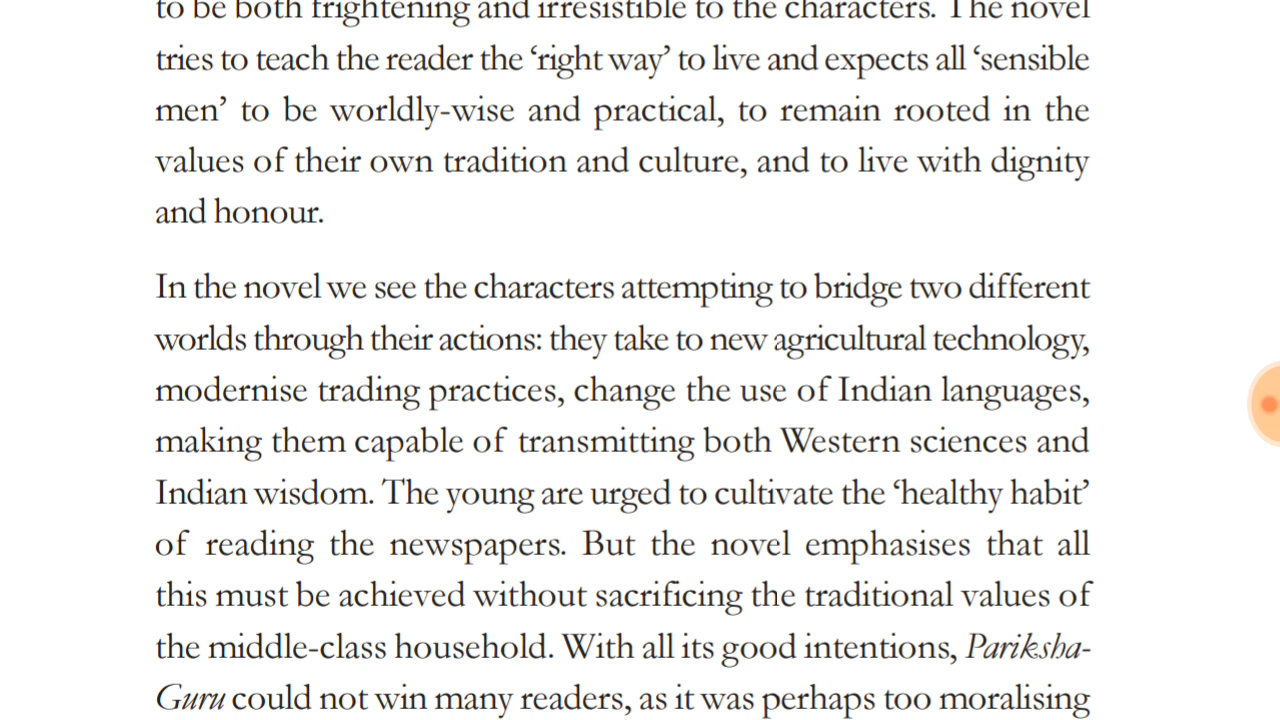 to be both frightening and irresistible to the characters. The novel
tries to teach the reader the ‘right way’ to live and expects all ‘sensible
men’ to be worldly-wise and practical, to remain rooted in the
values of their own tradition and culture, and to live with dignity
and honour.
In the novel we see the characters attempting to bridge two different
worlds through their actions: they take to new agricultural technology,
modernise trading practices, change the use of Indian languages,
making them capable of transmitting both Western sciences and
Indian wisdom. The young are urged to cultivate the ‘healthy habit’
of reading the newspapers. But the novel emphasises that all
this must be achieved without sacrificing the traditional values of
the middle-class household. With all its good intentions, Pariksha-
Guru could not win many readers, as it was perhaps too moralising